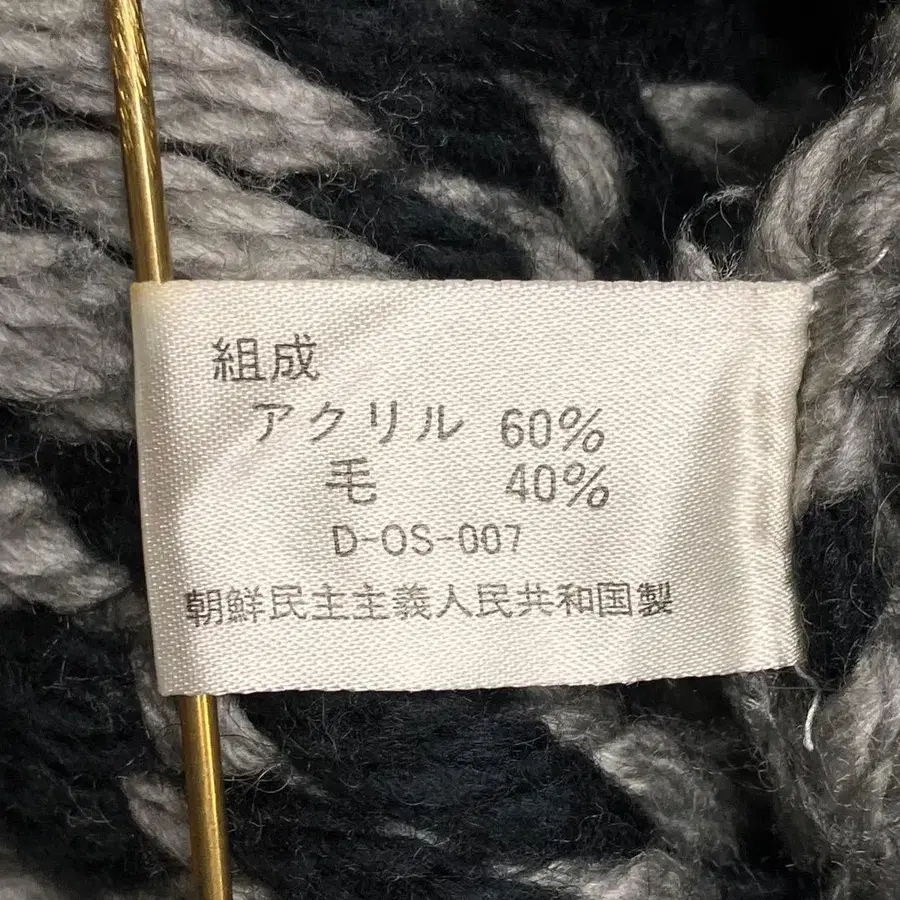 組成
アクリル 60%
毛 40%
D-OS-007
朝鮮民主主義人民共和国製